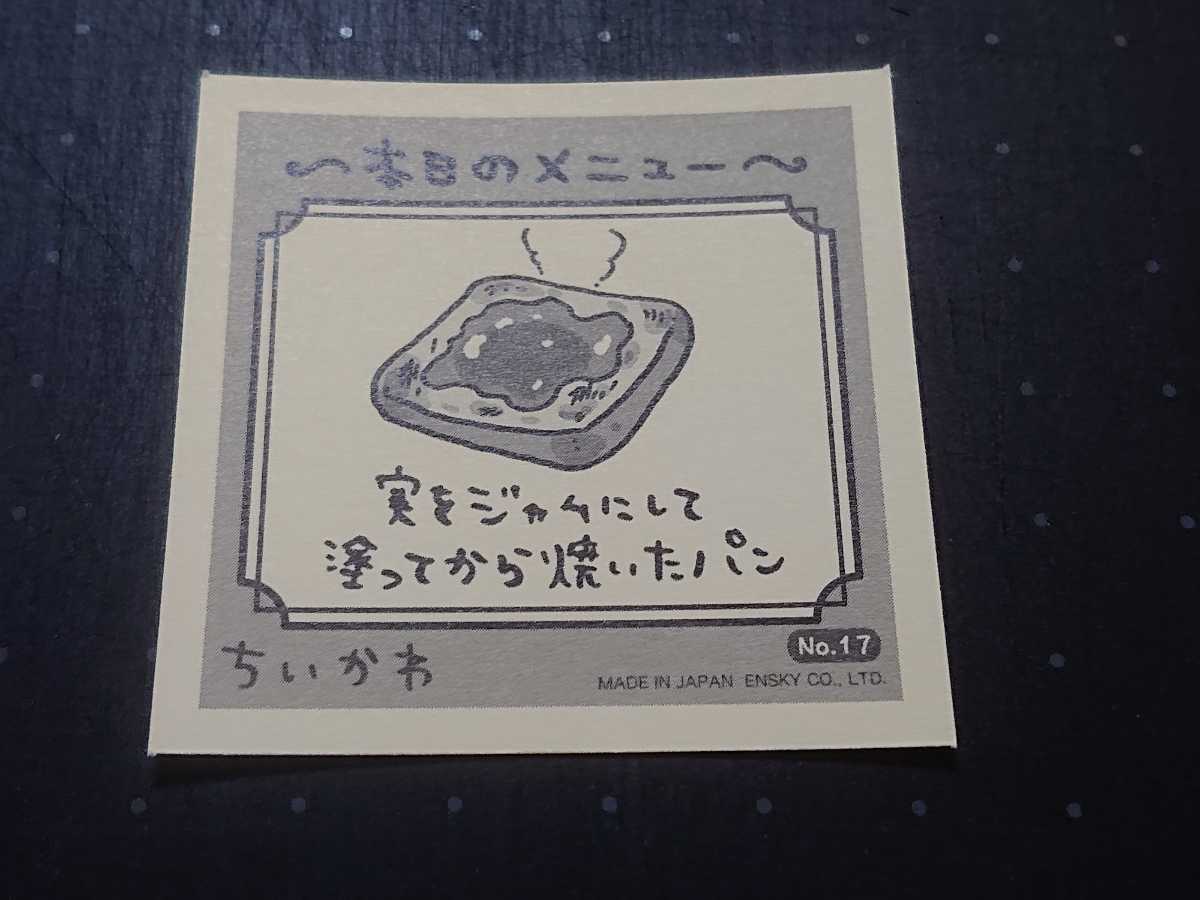 〜本日のメニュー〜
実をジャムにして
塗ってから焼いたパン
No.17
ちいかわ
MADE IN JAPAN ENSKY CO., LTD.